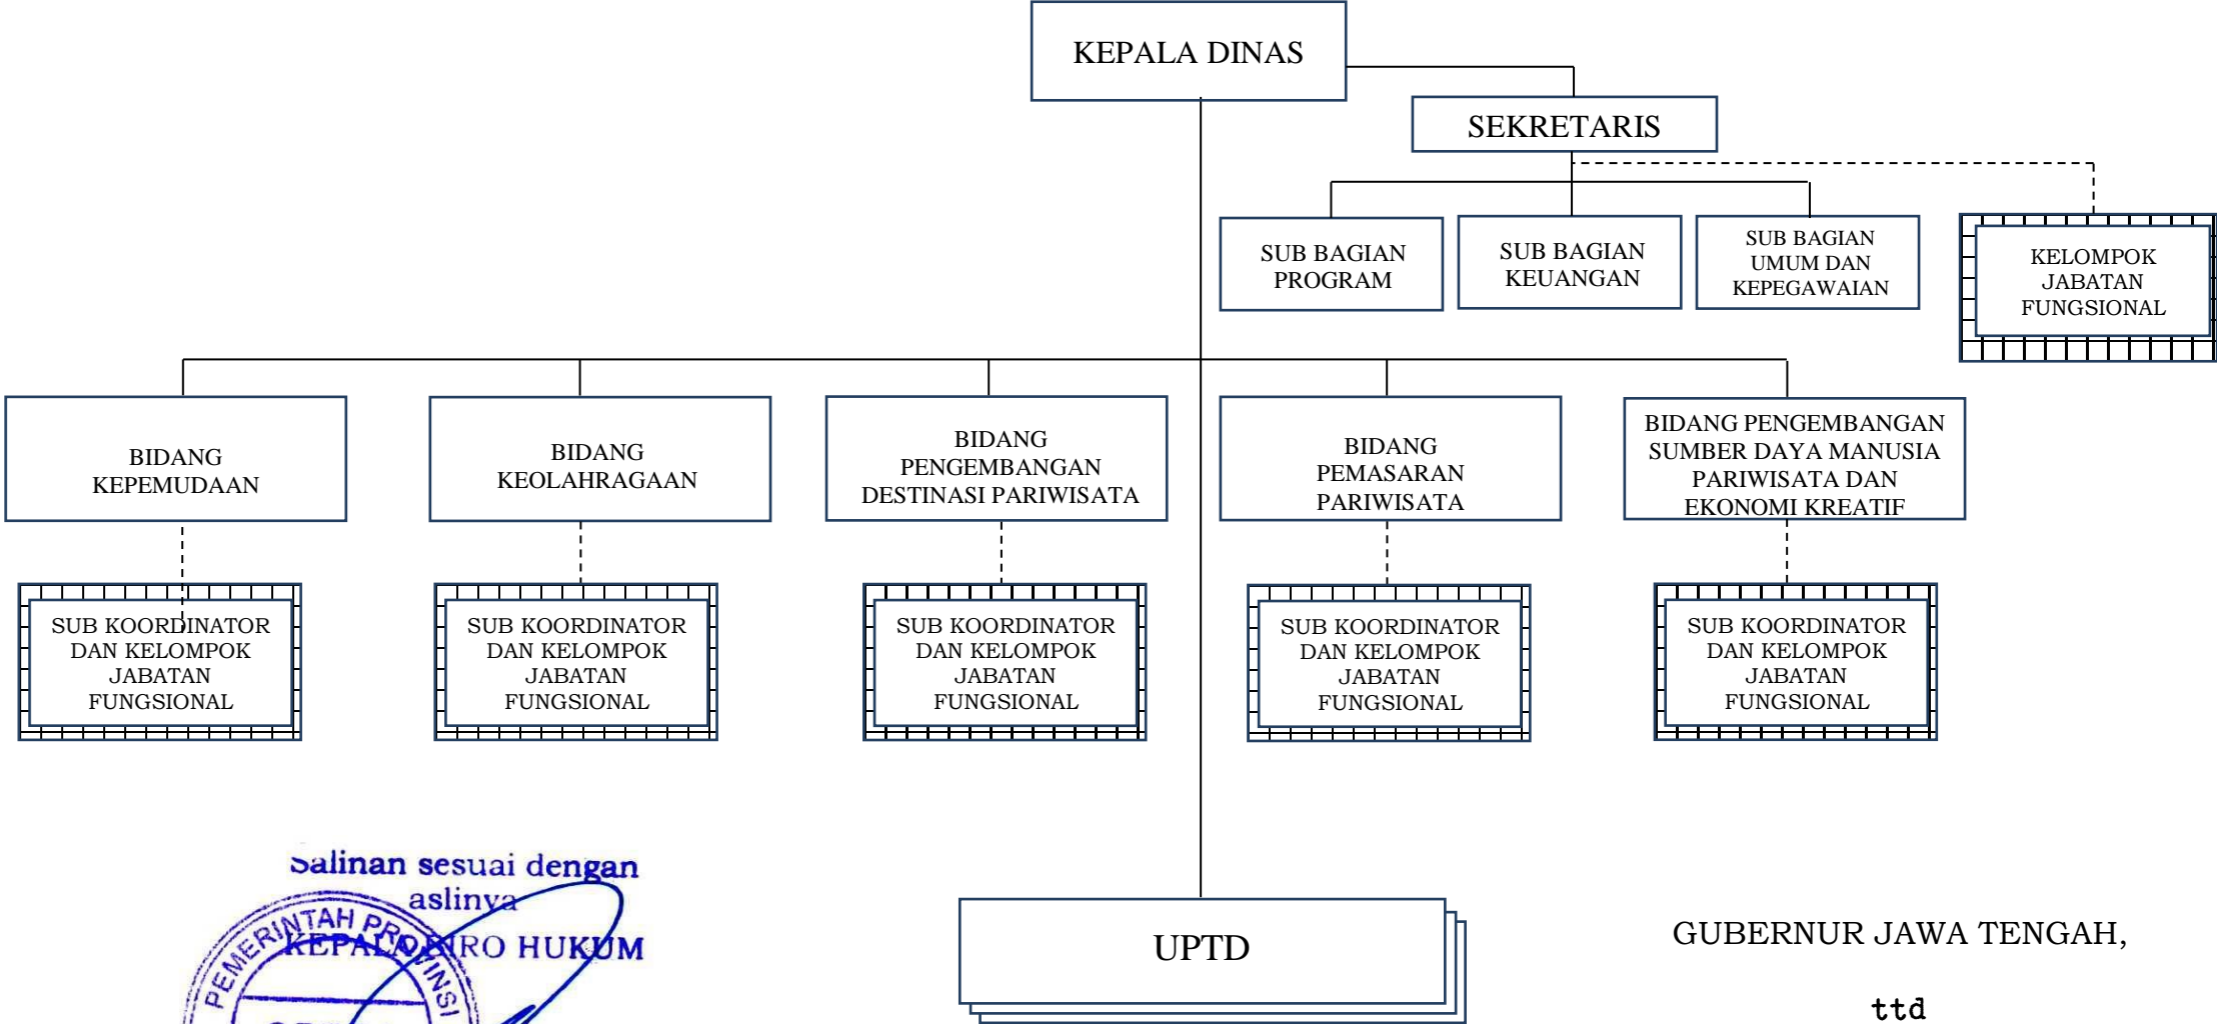 KEPALA DINAS
SEKRETARIS
SUB BAGIAN
PROGRAM
SUB BAGIAN
KEUANGAN
SUB BAGIAN
UMUM DAN
KEPEGAWAIAN
KELOMPOK
JABATAN
FUNGSIONAL
BIDANG
KEPEMUDAAN
BIDANG
KEOLAHRAGAAN
BIDANG
PENGEMBANGAN
DESTINASI PARIWISATA
BIDANG
PEMASARAN
PARIWISATA
BIDANG PENGEMBANGAN
SUMBER DAYA MANUSIA
PARIWISATA DAN
EKONOMI KREATIF
SUB KOORDINATOR
DAN KELOMPOK
JABATAN
FUNGSIONAL
SUB KOORDINATOR
DAN KELOMPOK
JABATAN
FUNGSIONAL
SUB KOORDINATOR
DAN KELOMPOK
JABATAN
FUNGSIONAL
SUB KOORDINATOR
DAN KELOMPOK
JABATAN
FUNGSIONAL
SUB KOORDINATOR
DAN KELOMPOK
JABATAN
FUNGSIONAL
Salinan sesuai dengan
aslinya
KEPALA BIRO HUKUM
PEMERINTAH PROVINSI
UPTD
GUBERNUR JAWA TENGAH,
ttd